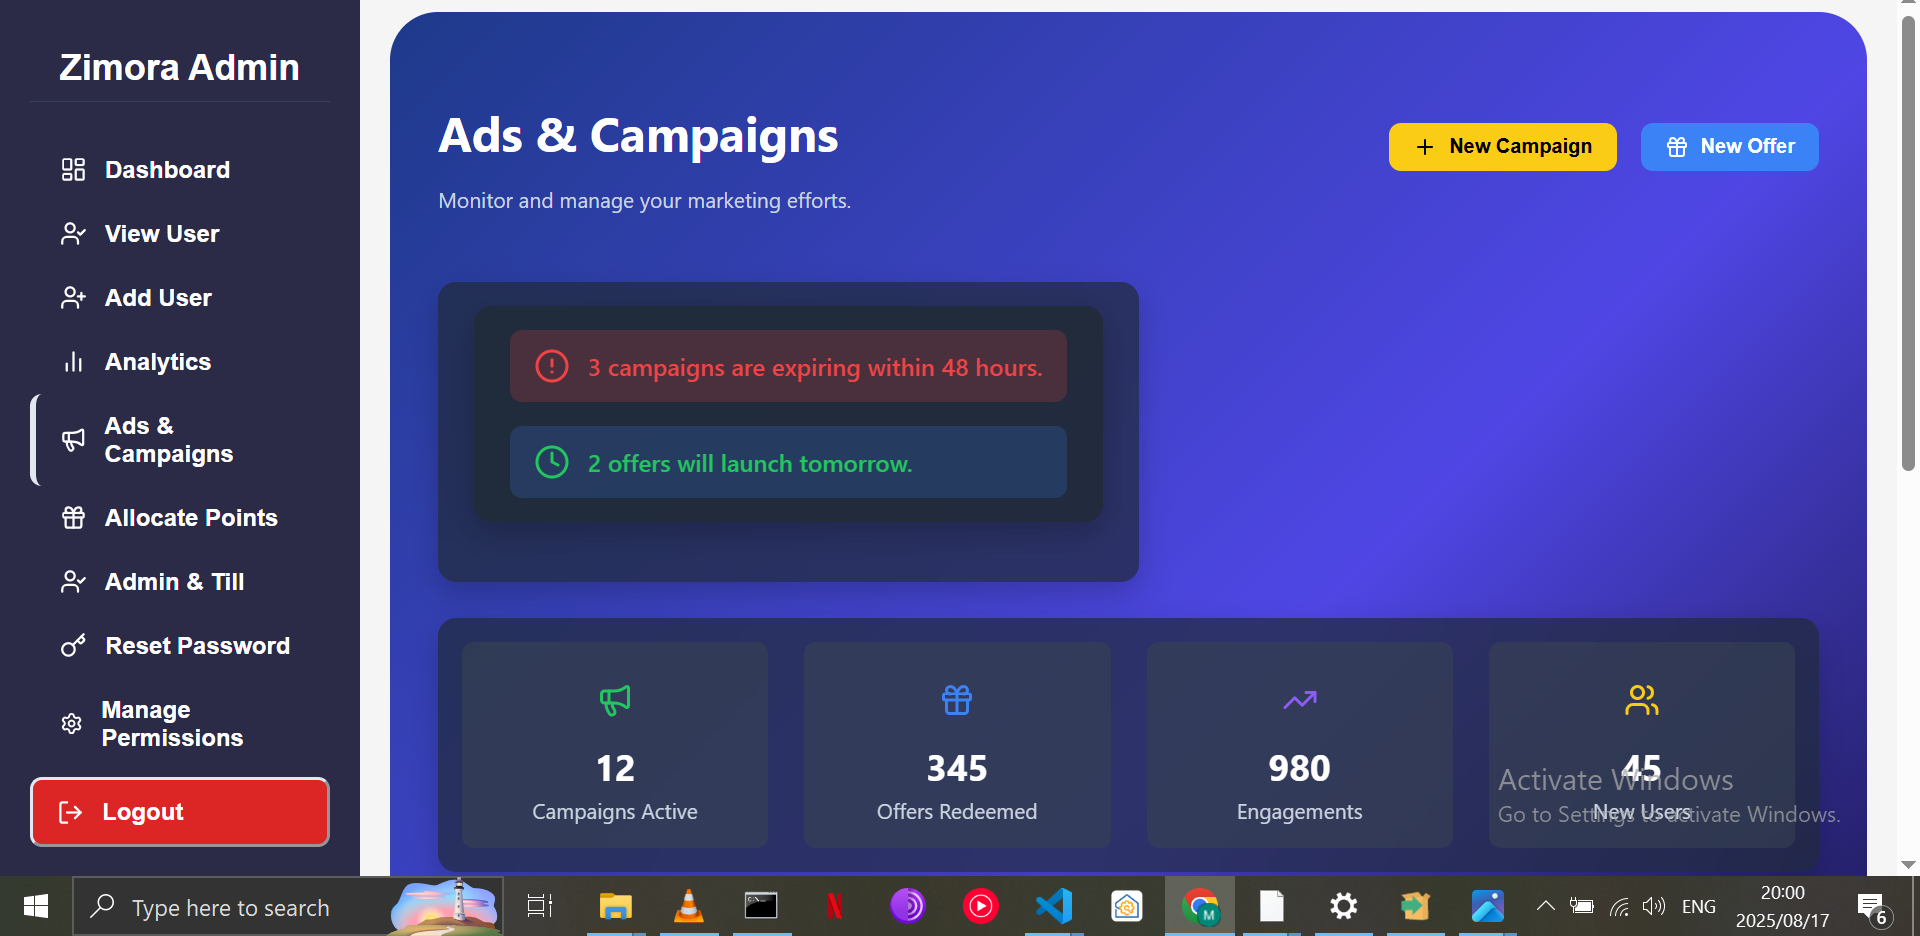 Zimora Admin
Dashboard
View User
Add User
Analytics
Ads &
Campaigns
Allocate Points
Admin & Till
Reset Password
Manage
Permissions
Logout
Ads & Campaigns
Monitor and manage your marketing efforts.
New Campaign
New Offer
3 campaigns are expiring within 48 hours.
2 offers will launch tomorrow.
12
Campaigns Active
345
Offers Redeemed
980
Engagements
45
New Users
Activate Windows
Go to Settings to activate Windows.
Type here to search
M
ENG
20:00
2025/08/17
6